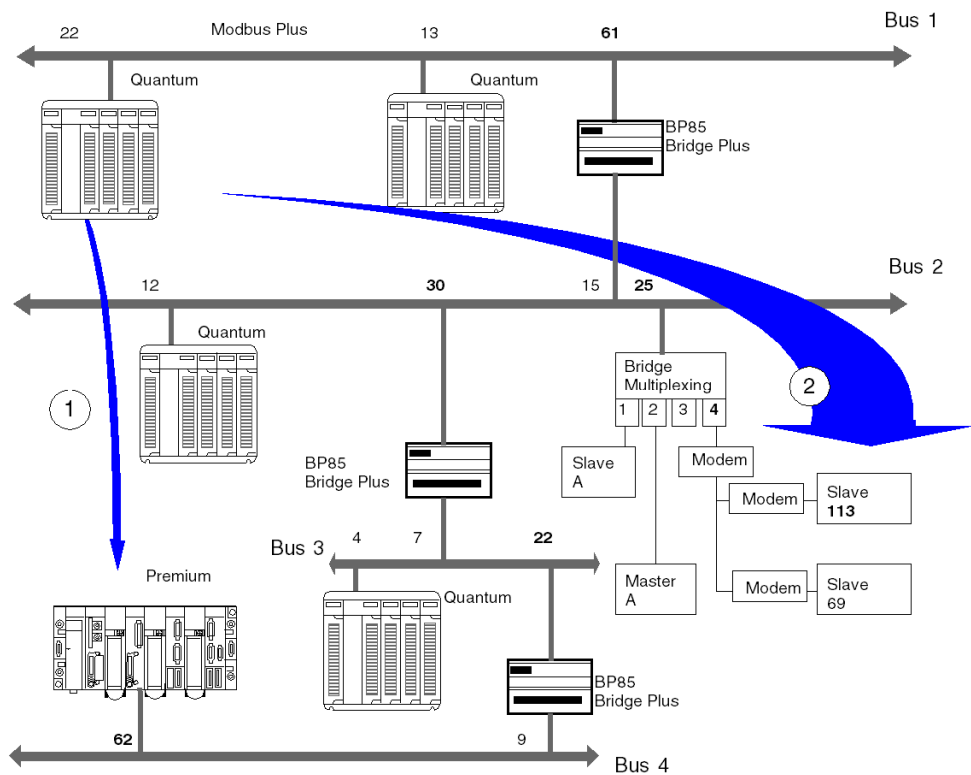 22 Modbus Plus 13 61 Bus 1
Quantum
Quantum
BP85
Bridge Plus
Bus 2
12 30 15 25
Quantum
Bridge
Multiplexing
1 2 3 4
1
2
BP85
Bridge Plus
Slave
A
Modem
Modem
Slave
113
Bus 3 4 7 22
Premium
Quantum
Master
A
Modem
Slave
69
BP85
Bridge Plus
62 9
Bus 4